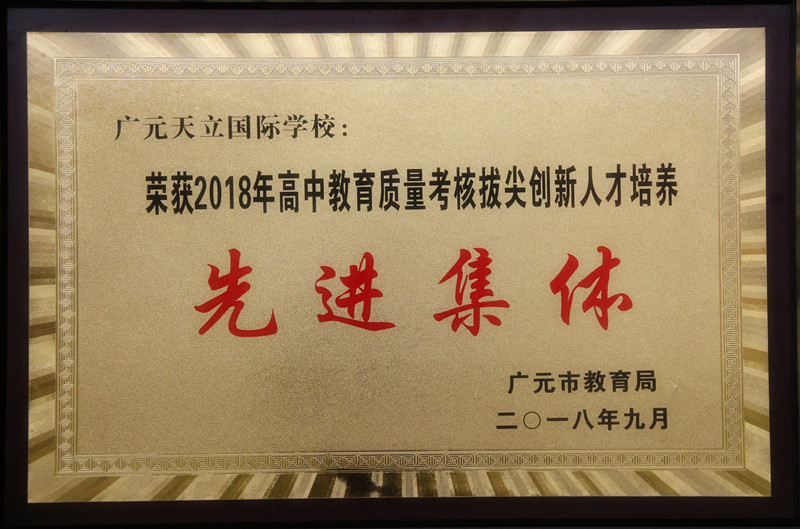 广元天立国际学校：
荣获2018年高中教育质量考核拔尖创新人才培养
先进集体
广元市教育局
二〇一八年九月